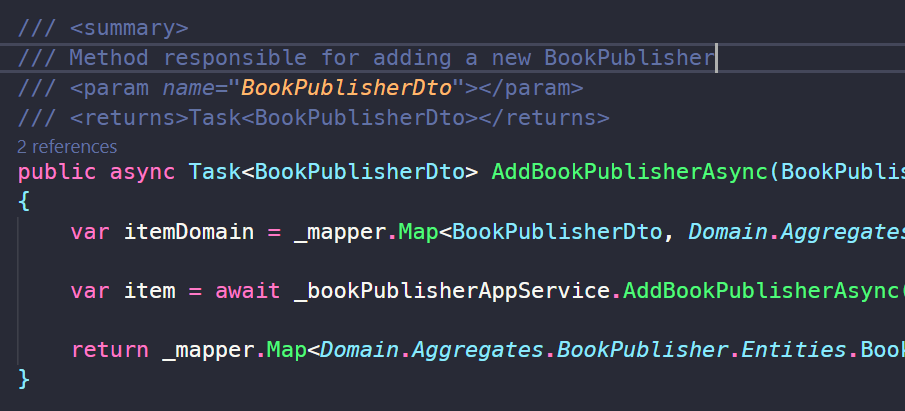 /// <summary>
/// Method responsible for adding a new BookPublisher
/// <param name="BookPublisherDto"></param>
/// <returns>Task<BookPublisherDto></returns>
2 references
public async Task<BookPublisherDto> AddBookPublisherAsync(BookPublis
{
var itemDomain = _mapper.Map<BookPublisherDto, Domain.Aggregates
var item = await _bookPublisherAppService.AddBookPublisherAsync(
return _mapper.Map<Domain.Aggregates.BookPublisher.Entities.Boo
}